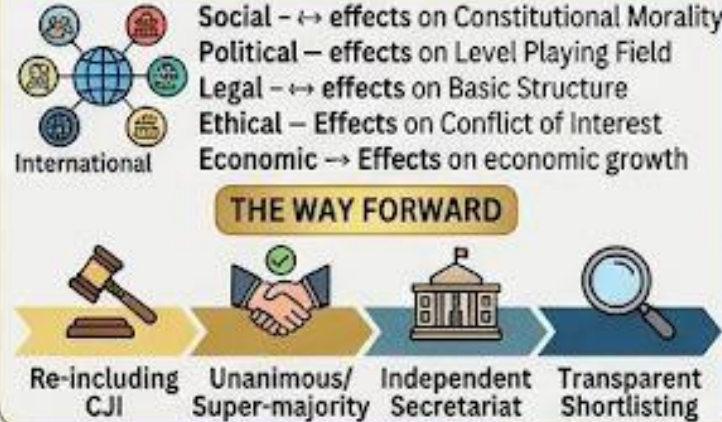 Social – ↔ effects on Constitutional Morality
Political – effects on Level Playing Field
Legal – ↔ effects on Basic Structure
Ethical – Effects on Conflict of Interest
Economic → Effects on economic growth
International
THE WAY FORWARD
Re-including
CJI
Unanimous/
Super-majority
Independent
Secretariat
Transparent
Shortlisting